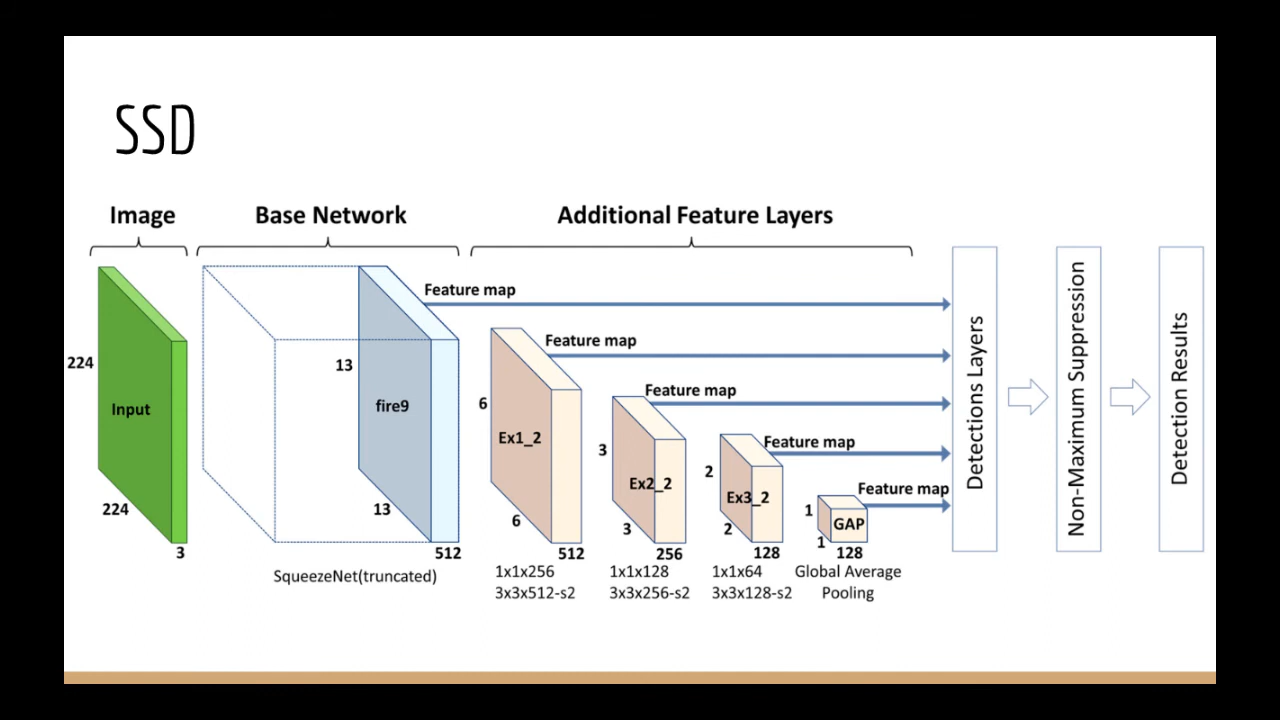 SSD
Image
Base Network
Additional Feature Layers
224
Input
224
3
13
fire9
13
512
SqueezeNet(truncated)
Feature map
Feature map
Feature map
Feature map
Feature map
6
Ex1_2
6
512
1x1x256
3x3x512-s2
3
Ex2_2
3
256
1x1x128
3x3x256-s2
2
Ex3_2
2
128
1x1x64
3x3x128-s2
1
GAP
1
128
Global Average
Pooling
Detections Layers
Non-Maximum Suppression
Detection Results